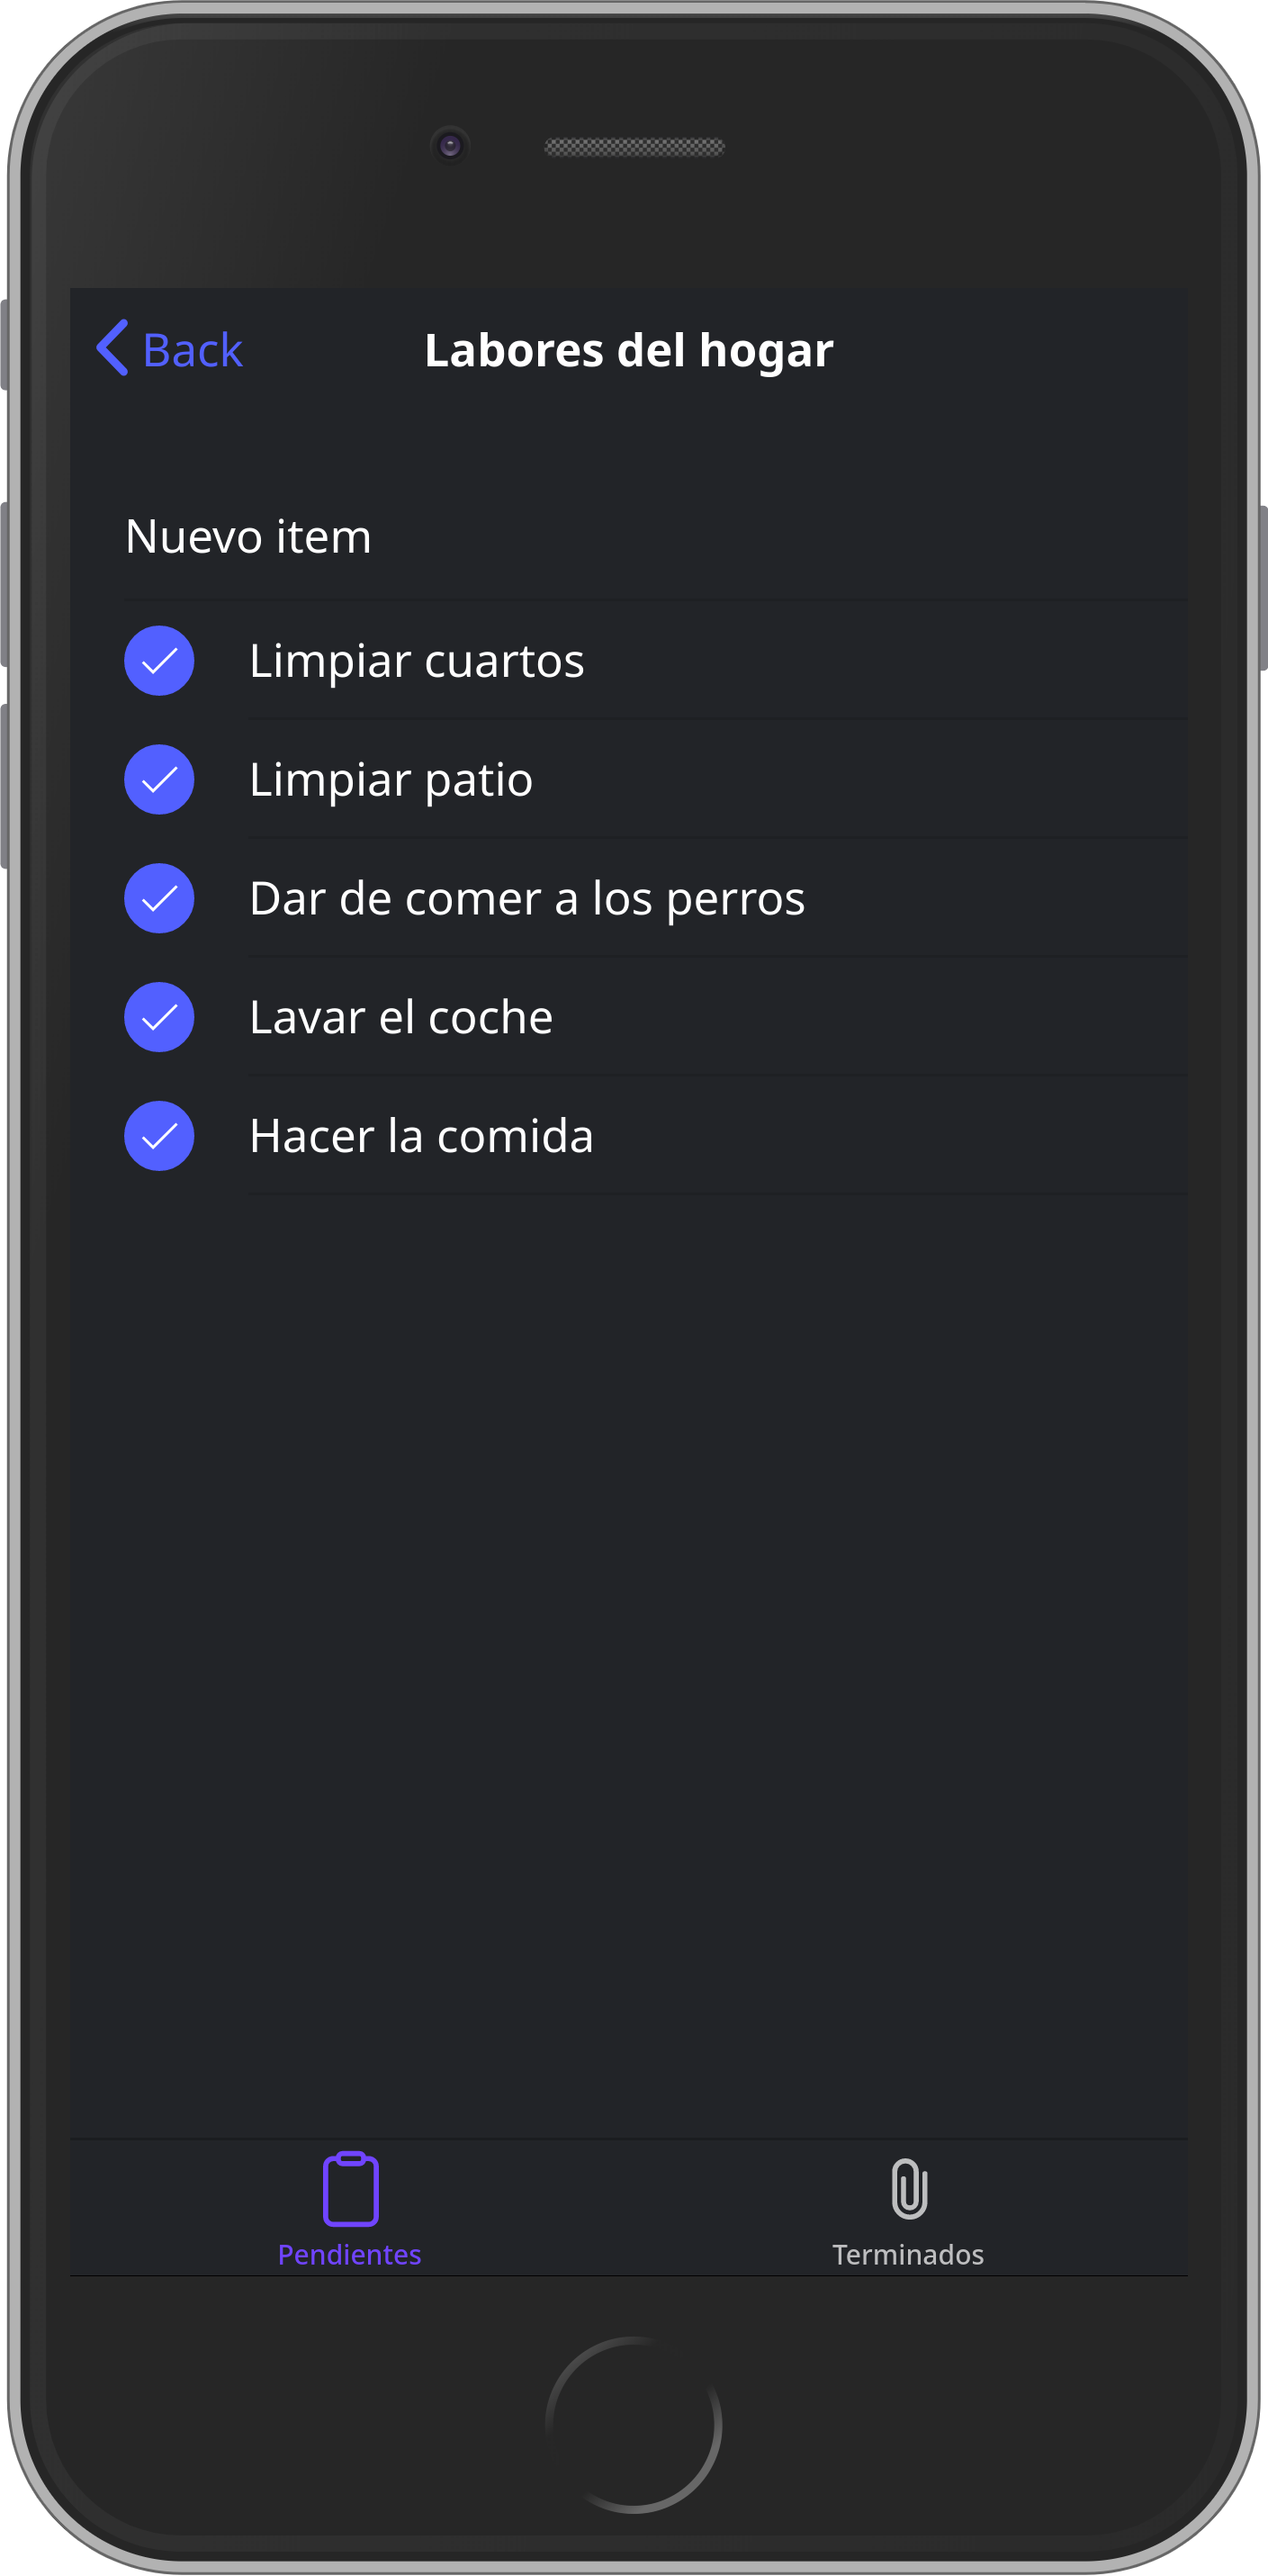 Back
Labores del hogar
Nuevo item
Limpiar cuartos
Limpiar patio
Dar de comer a los perros
Lavar el coche
Hacer la comida
Pendientes
Terminados